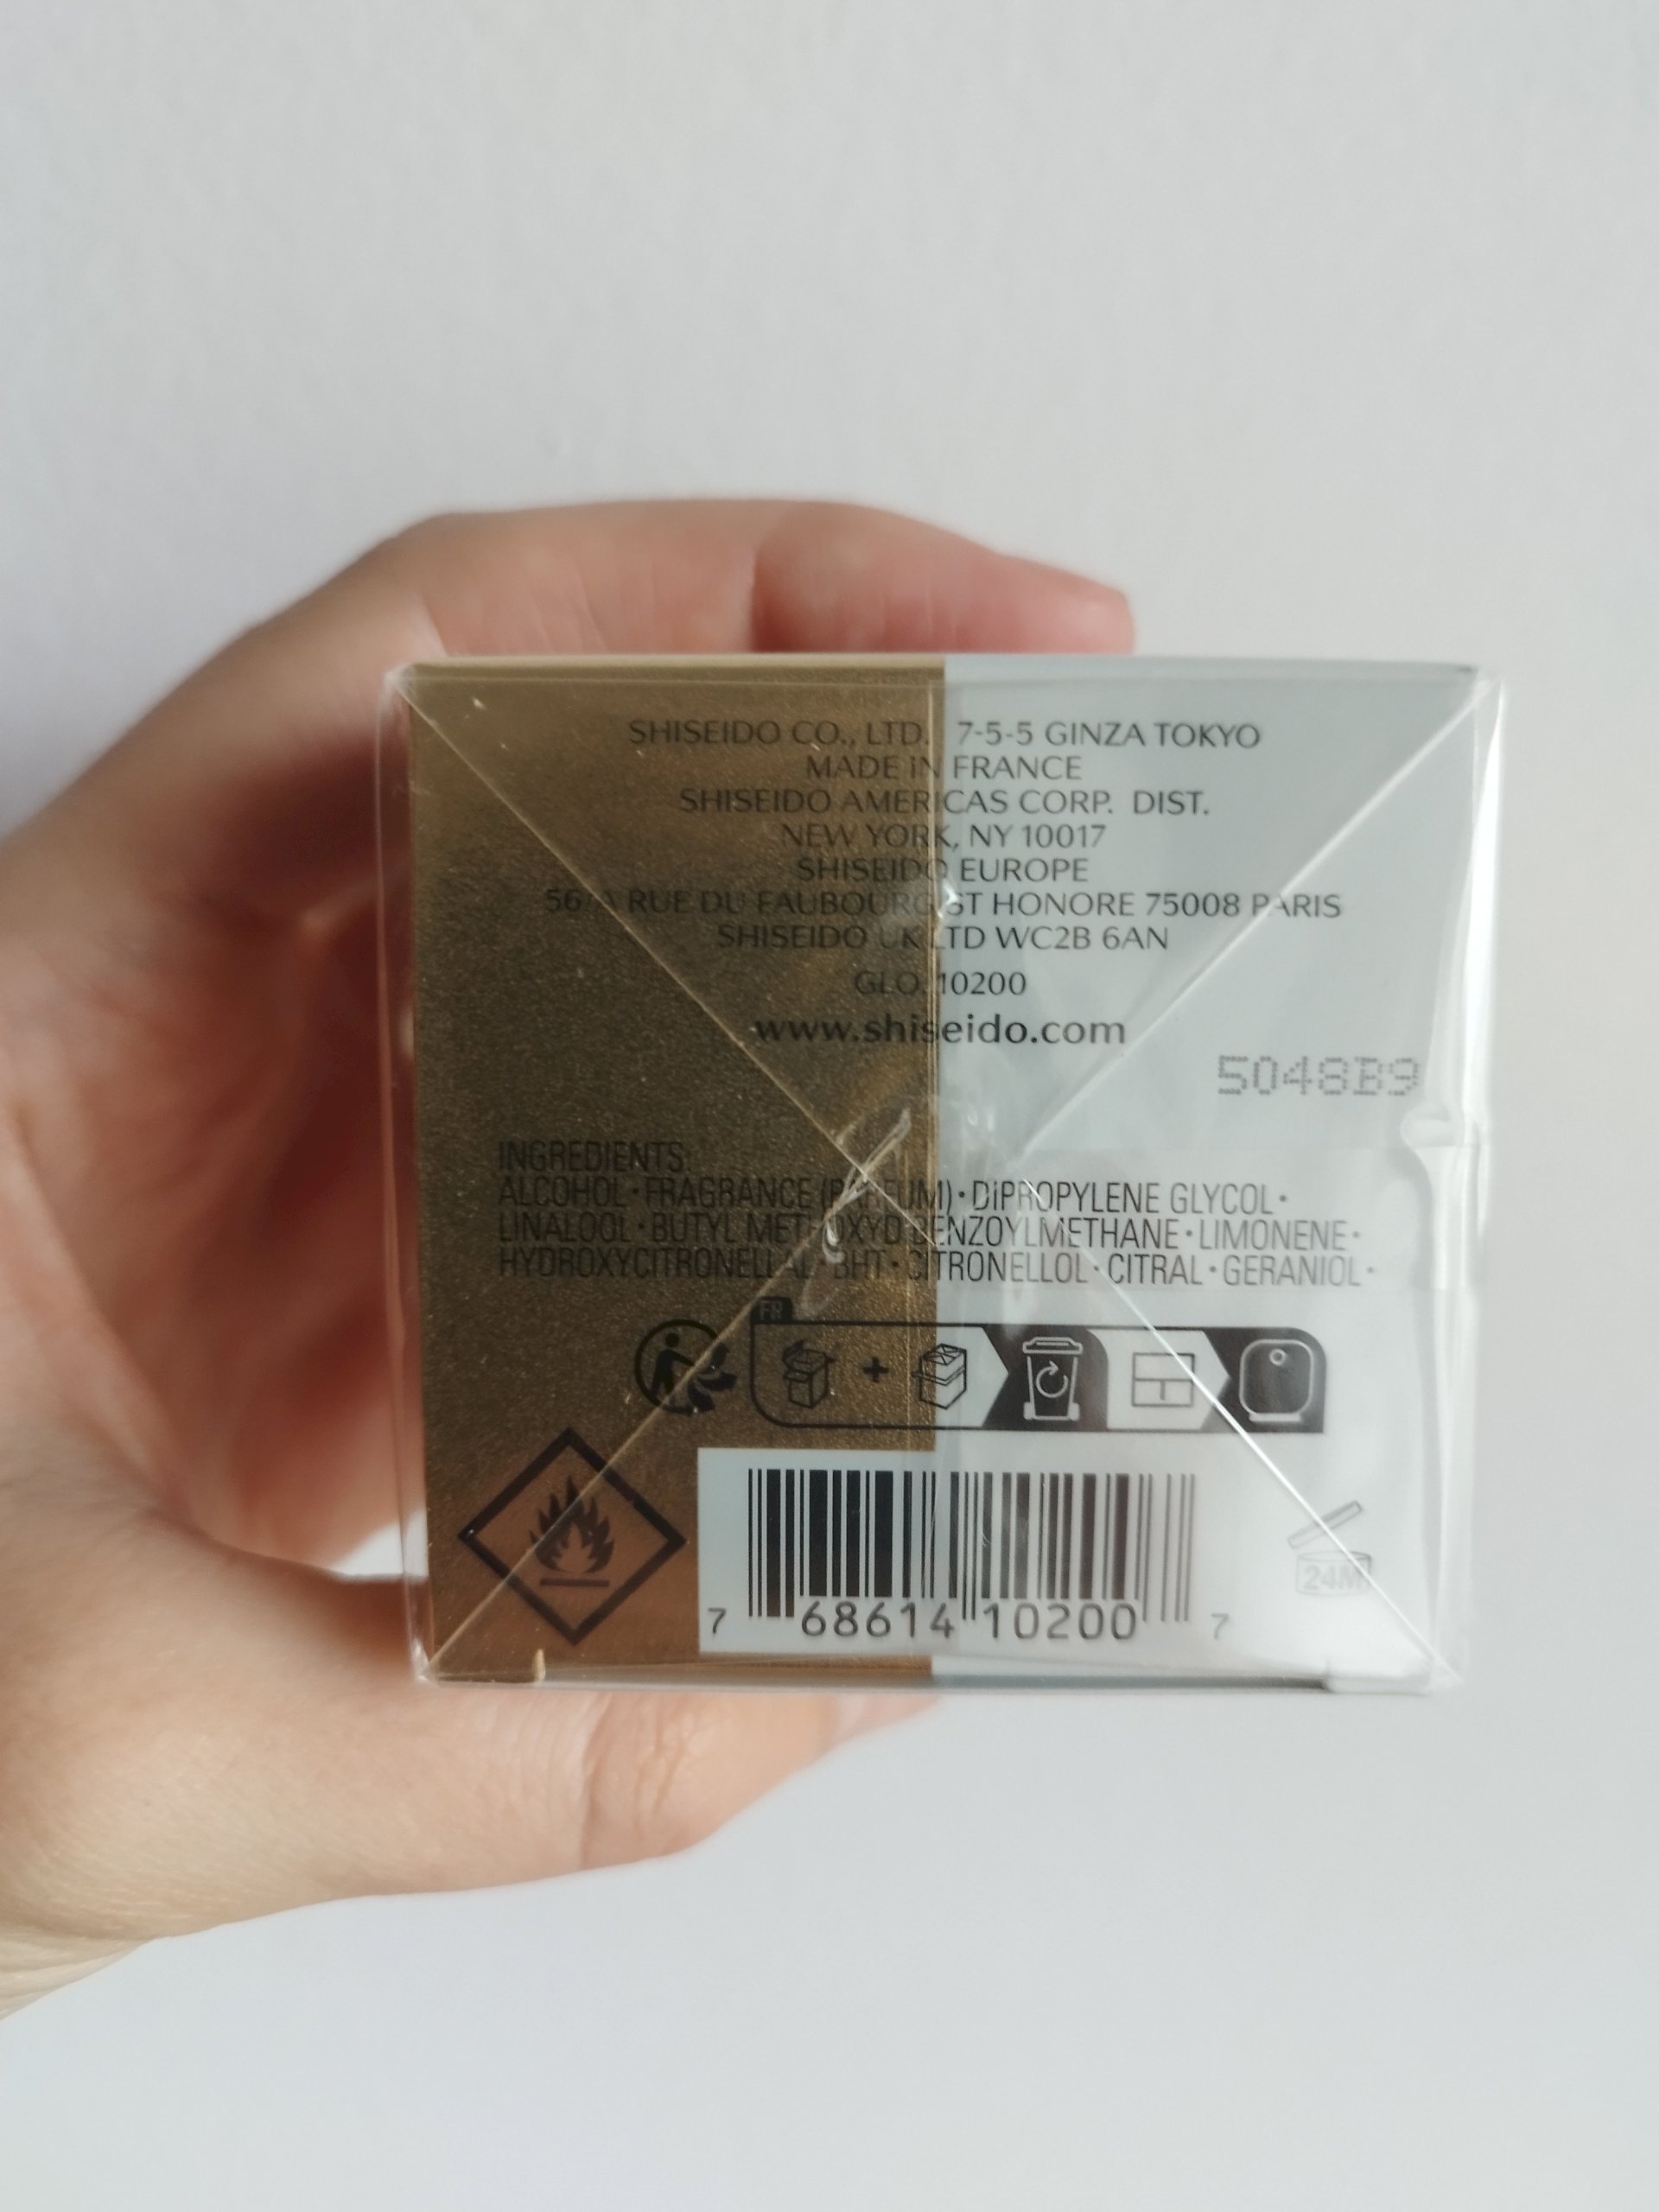 SHISEIDO CO., LTD. 7-5-5 GINZA TOKYO
MADE IN FRANCE
SHISEIDO AMERICAS CORP. DIST.
NEW YORK, NY 10017
SHISEIDO EUROPE
56 A RUE DU FAUBOURG ST HONORE 75008 PARIS
SHISEIDO UK LTD WC2B 6AN
GLO. 10200
www.shiseido.com
5048B9
INGREDIENTS:
ALCOHOL・FRAGRANCE (PARFUM)・DIPROPYLENE GLYCOL・
LINALOOL・BUTYL METHOXYDIBENZOYLMETHANE・LIMONENE・
HYDROXYCITRONELLAL・BHT・CITRONELLOL・CITRAL・GERANIOL・
FR
7 68614 10200 7
24M